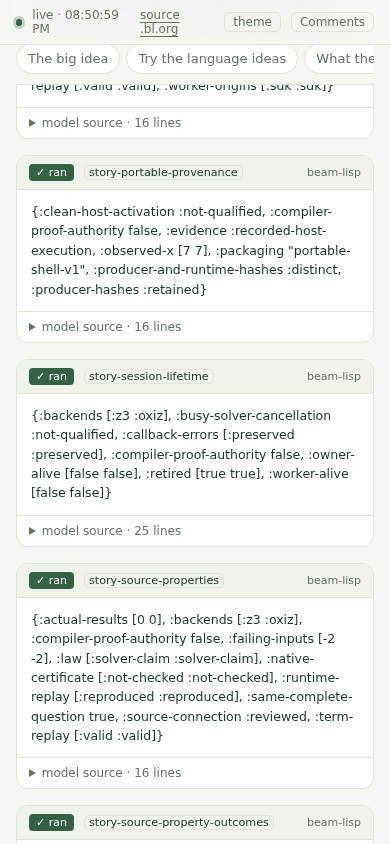 live · 08:50:59 PM
source .bl.org
theme
Comments
The big idea
Try the language ideas
What the
replay [:valid :valid], :worker-origins [:sdk :sdk]}
▶ model source · 16 lines
✓ ran story-portable-provenance beam-lisp
{:clean-host-activation :not-qualified, :compiler-
proof-authority false, :evidence :recorded-host-
execution, :observed-x [7 7], :packaging "portable-
shell-v1", :producer-and-runtime-hashes :distinct,
:producer-hashes :retained}
▶ model source · 16 lines
✓ ran story-session-lifetime beam-lisp
{:backends [:z3 :oxiz], :busy-solver-cancellation
:not-qualified, :callback-errors [:preserved
:preserved], :compiler-proof-authority false, :owner-
alive [false false], :retired [true true], :worker-alive
[false false]}
▶ model source · 25 lines
✓ ran story-source-properties beam-lisp
{:actual-results [0 0], :backends [:z3 :oxiz],
:compiler-proof-authority false, :failing-inputs [-2
-2], :law [:solver-claim :solver-claim], :native-
certificate [:not-checked :not-checked], :runtime-
replay [:reproduced :reproduced], :same-complete-
question true, :source-connection :reviewed, :term-
replay [:valid :valid]}
▶ model source · 16 lines
✓ ran story-source-property-outcomes beam-lisp